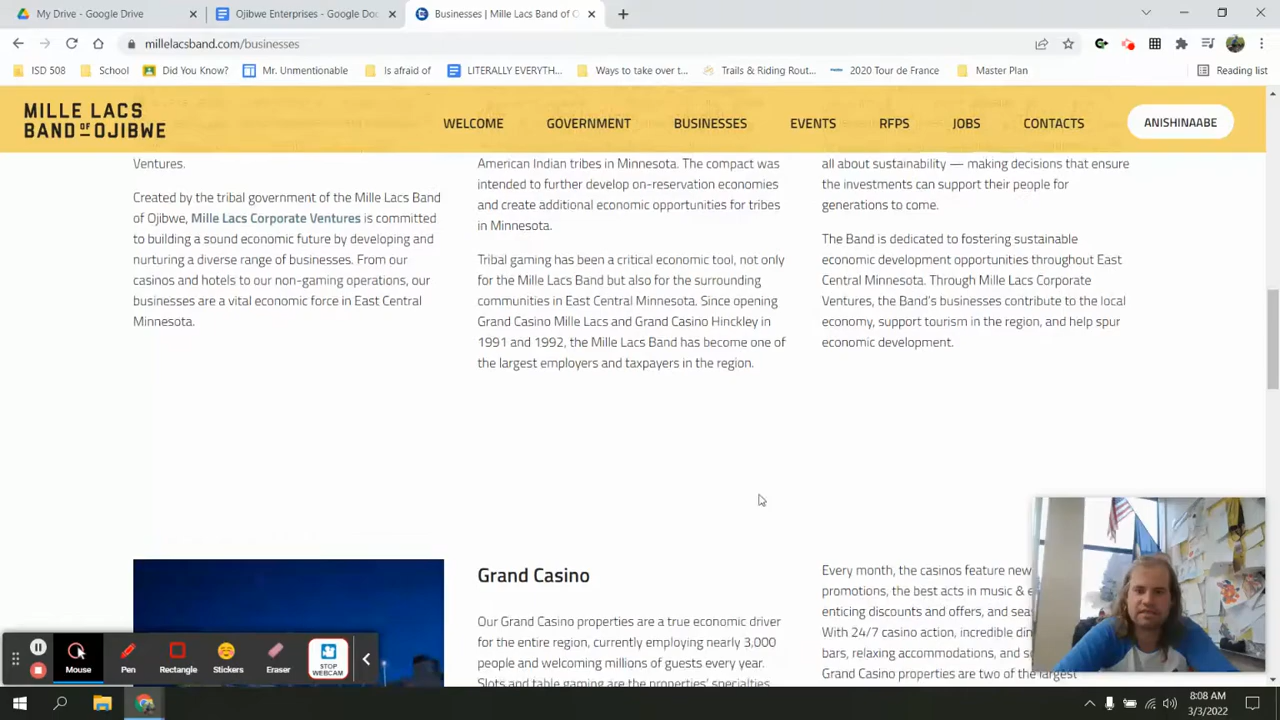 My Drive - Google Drive
Ojibwe Enterprises - Google Doc
Businesses | Mille Lacs Band of O
millelacsband.com/businesses
ISD 508
School
Did You Know?
Mr. Unmentionable
Is afraid of
LITERALLY EVERYTH...
Ways to take over t...
Trails & Riding Rout...
2020 Tour de France
Master Plan
Reading list
MILLE LACS
BAND OF OJIBWE
WELCOME
GOVERNMENT
BUSINESSES
EVENTS
RFPS
JOBS
CONTACTS
ANISHINAABE
Ventures.
Created by the tribal government of the Mille Lacs Band
of Ojibwe, Mille Lacs Corporate Ventures is committed
to building a sound economic future by developing and
nurturing a diverse range of businesses. From our
casinos and hotels to our non-gaming operations, our
businesses are a vital economic force in East Central
Minnesota.
American Indian tribes in Minnesota. The compact was
intended to further develop on-reservation economies
and create additional economic opportunities for tribes
in Minnesota.
Tribal gaming has been a critical economic tool, not only
for the Mille Lacs Band but also for the surrounding
communities in East Central Minnesota. Since opening
Grand Casino Mille Lacs and Grand Casino Hinckley in
1991 and 1992, the Mille Lacs Band has become one of
the largest employers and taxpayers in the region.
all about sustainability — making decisions that ensure
the investments can support their people for
generations to come.
The Band is dedicated to fostering sustainable
economic development opportunities throughout East
Central Minnesota. Through Mille Lacs Corporate
Ventures, the Band's businesses contribute to the local
economy, support tourism in the region, and help spur
economic development.
Grand Casino
Our Grand Casino properties are a true economic driver
for the entire region, currently employing nearly 3,000
people and welcoming millions of guests every year.
Slots and table gaming are the properties' specialties
Every month, the casinos feature new
promotions, the best acts in music & e
enticing discounts and offers, and sea
With 24/7 casino action, incredible din
bars, relaxing accommodations, and s
Grand Casino properties are two of the largest
Mouse
Pen
Rectangle
Stickers
Eraser
STOP
WEBCAM
8:08 AM
3/3/2022